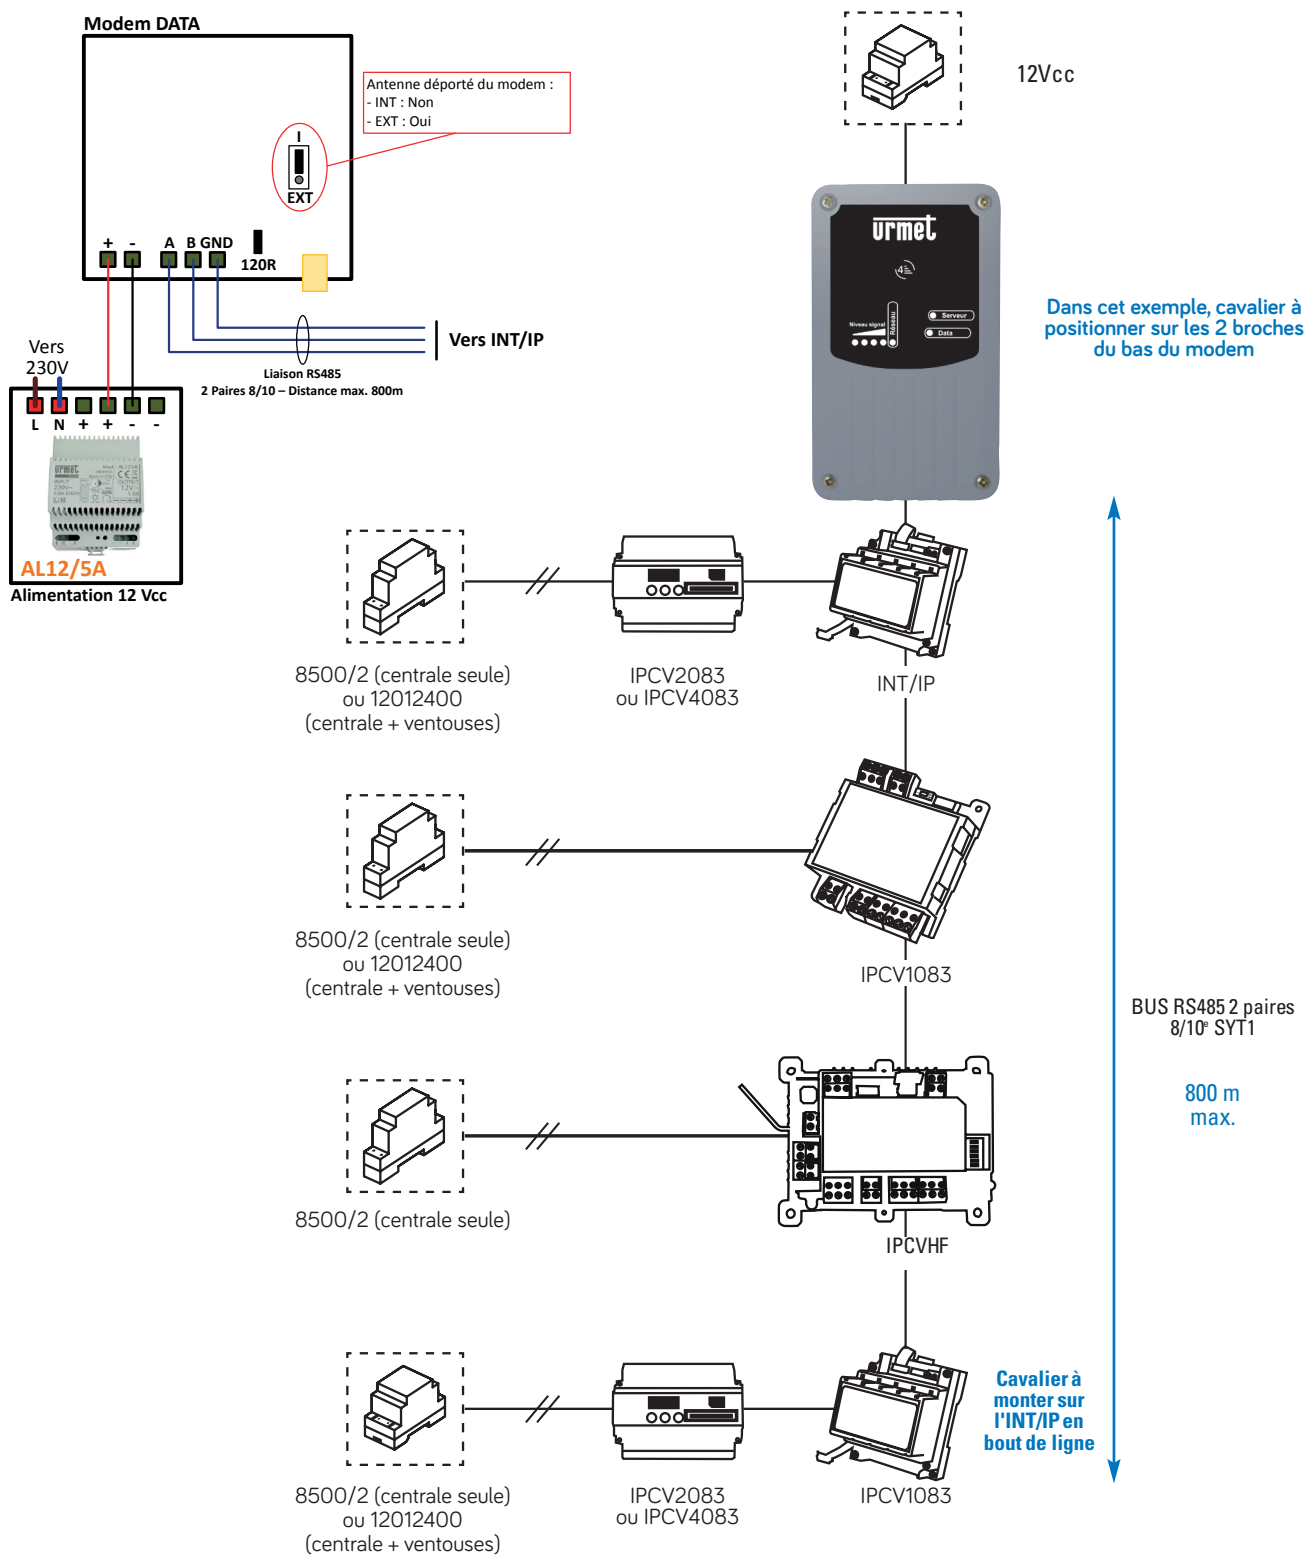 Modem DATA
Antenne déporté du modem :
- INT : Non
- EXT : Oui
I
EXT
+ - A B GND
120R
Vers INT/IP
Liaison RS485
2 Paires 8/10 – Distance max. 800m
Vers
230V
L N + + - -
urmet
AL12/5A
Alimentation 12 Vcc
12Vcc
urmet
4
Niveau signal
Réseau
Serveur
Data
Dans cet exemple, cavalier à
positionner sur les 2 broches
du bas du modem
8500/2 (centrale seule)
ou 12012400
(centrale + ventouses)
IPCV2083
ou IPCV4083
INT/IP
8500/2 (centrale seule)
ou 12012400
(centrale + ventouses)
IPCV1083
BUS RS485 2 paires
8/10e SYT1
800 m
max.
8500/2 (centrale seule)
IPCVHF
Cavalier à
monter sur
l'INT/IP en
bout de ligne
8500/2 (centrale seule)
ou 12012400
(centrale + ventouses)
IPCV2083
ou IPCV4083
IPCV1083